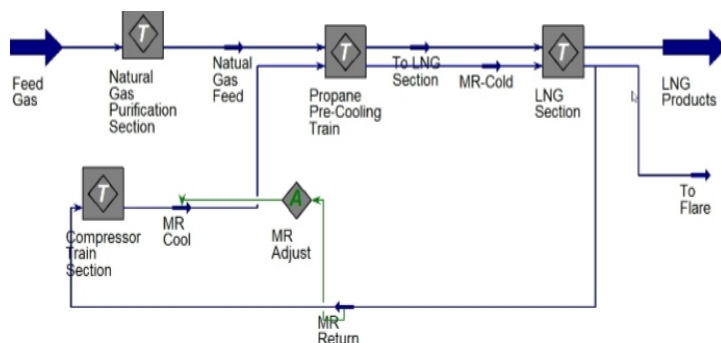 T
T
T
Feed
Gas
Natural
Gas
Purification
Section
Natual
Gas
Feed
Propane
Pre-Cooling
Train
To LNG
Section
MR-Cold
LNG
Section
LNG
Products
T
A
To
Flare
Compressor
Train
Section
MR
Cool
MR
Adjust
MR
Return